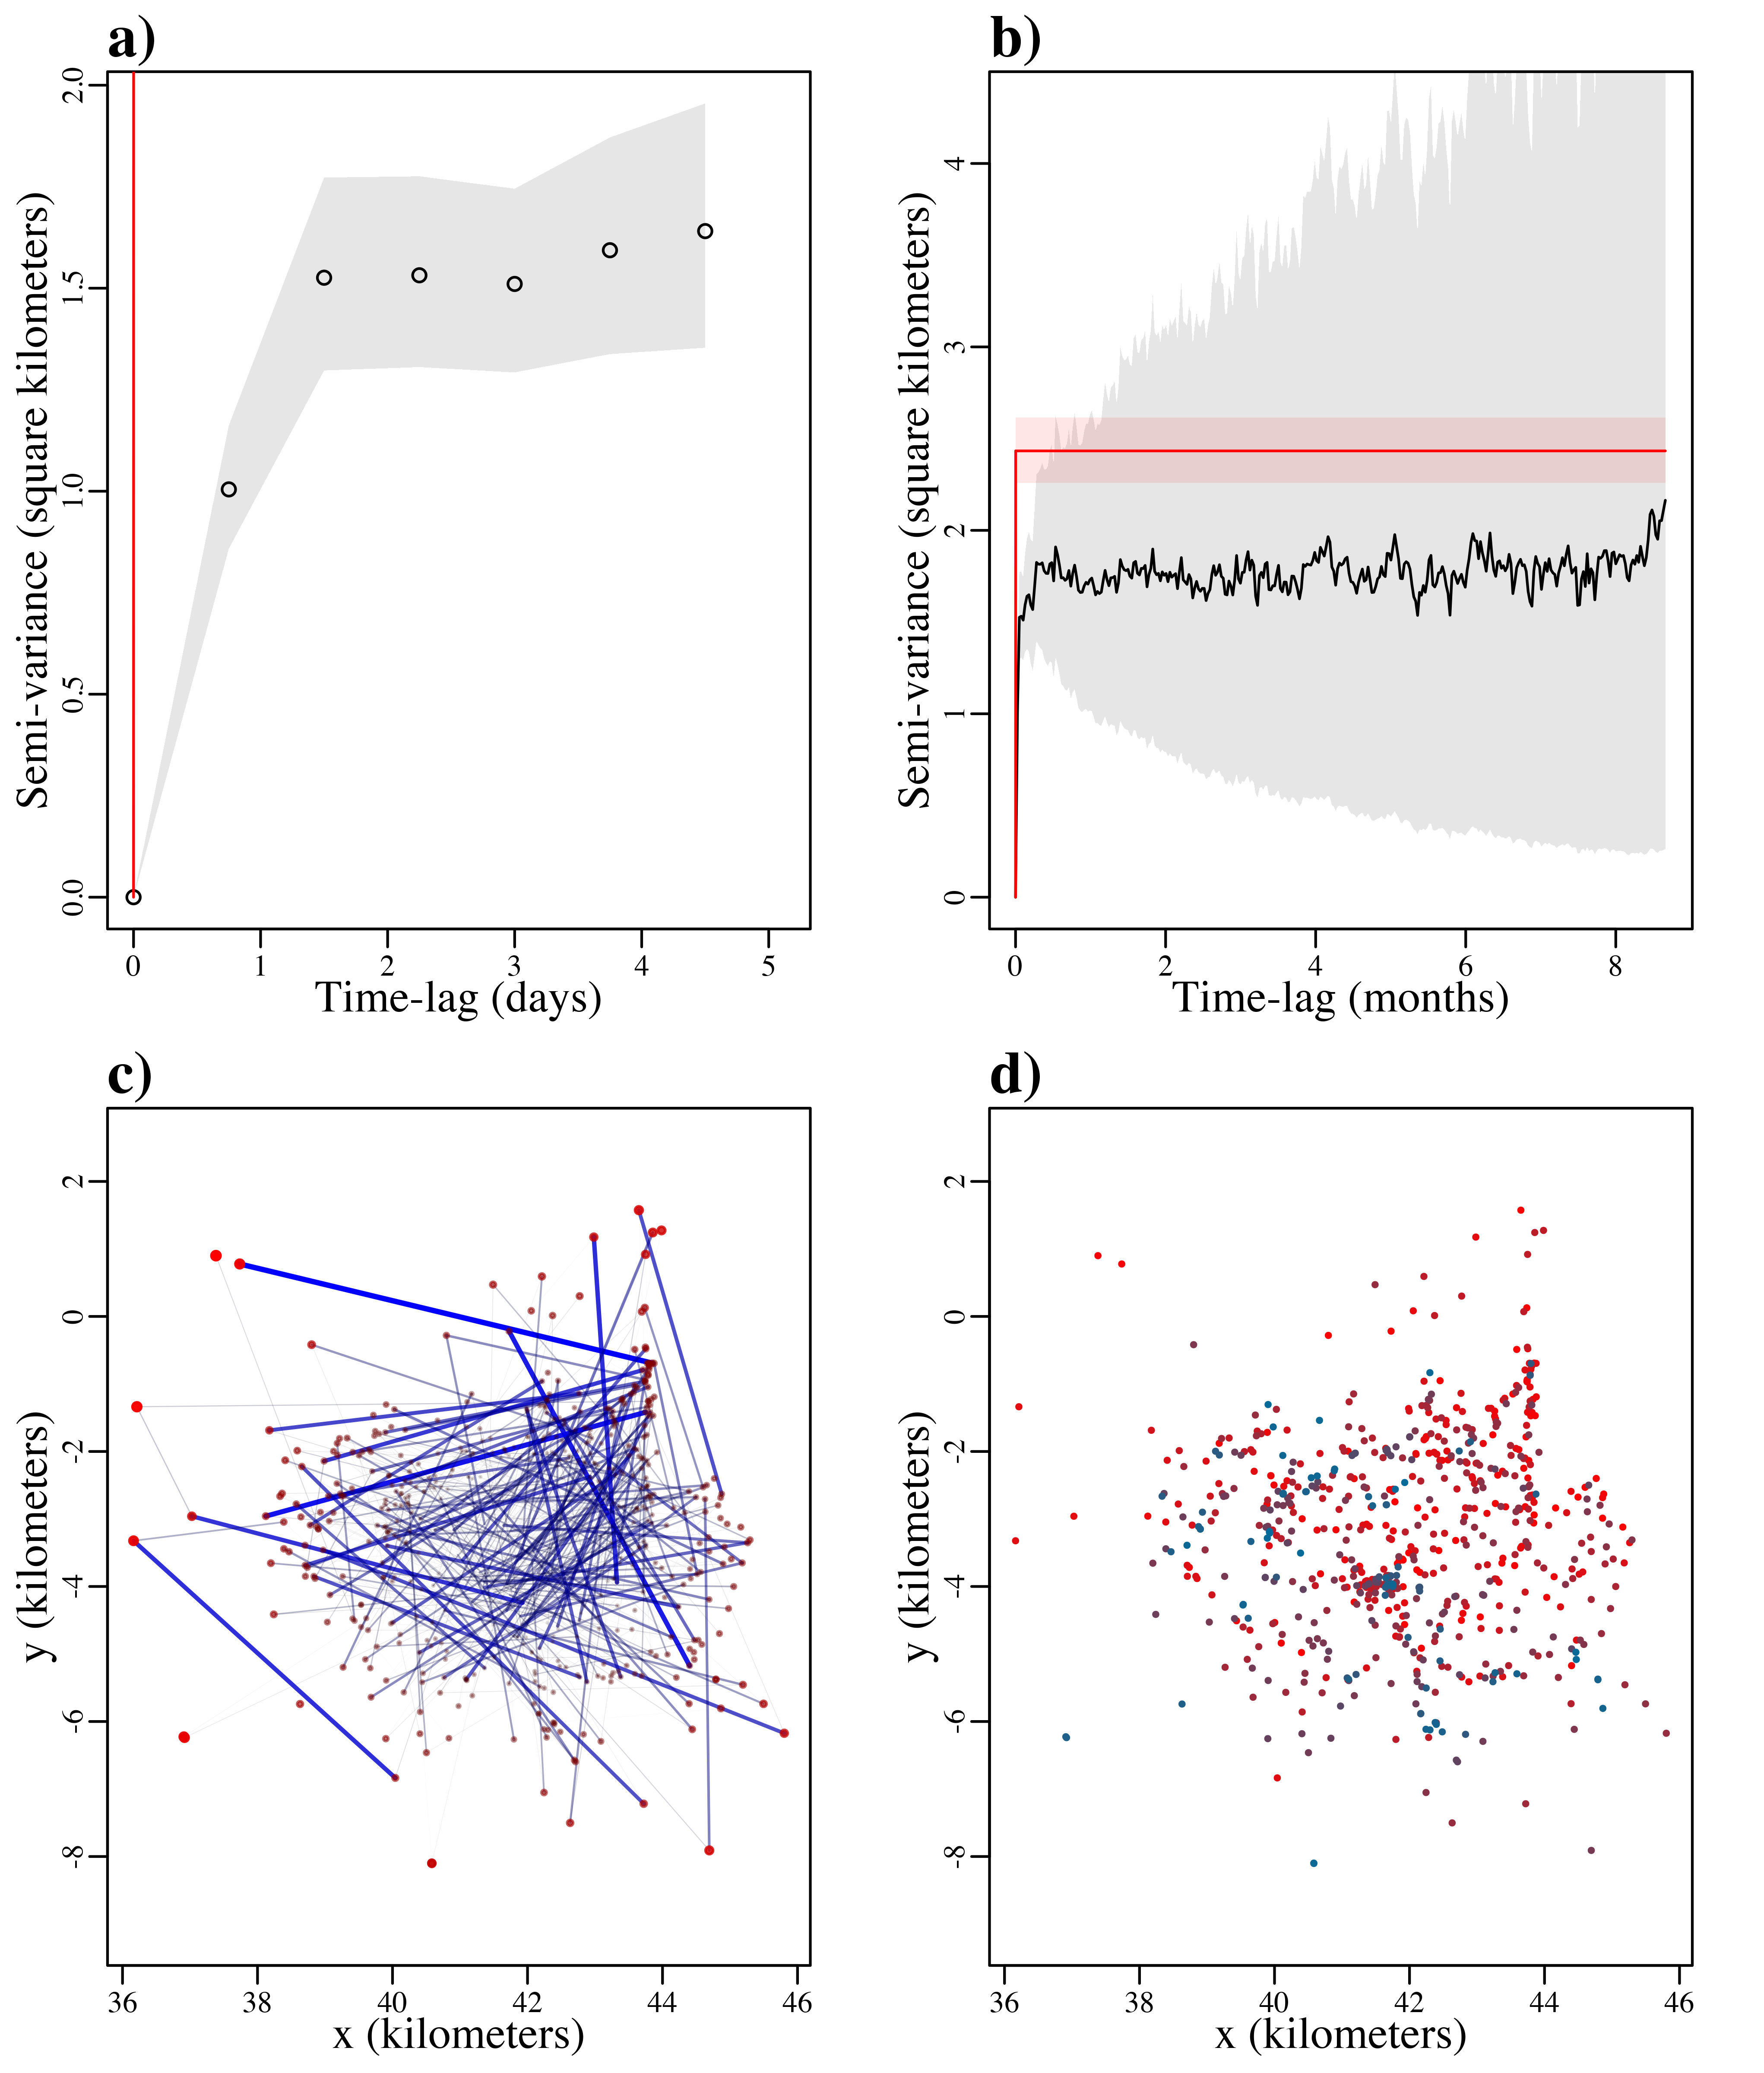 a)
Semi-variance (square kilometers)
2.0
1.5
1.0
0.5
0.0
0 1 2 3 4 5
Time-lag (days)
b)
Semi-variance (square kilometers)
4
3
2
1
0
0 2 4 6 8
Time-lag (months)
c)
y (kilometers)
2
0
-2
-4
-6
-8
36 38 40 42 44 46
x (kilometers)
d)
y (kilometers)
2
0
-2
-4
-6
-8
36 38 40 42 44 46
x (kilometers)